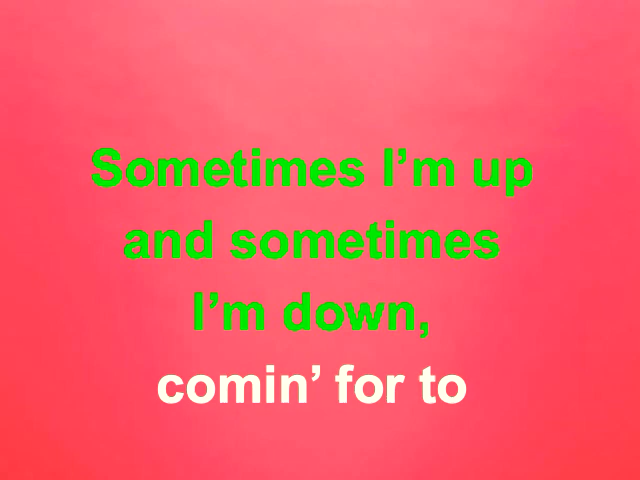 Sometimes I’m up
and sometimes
I’m down,
comin’ for to